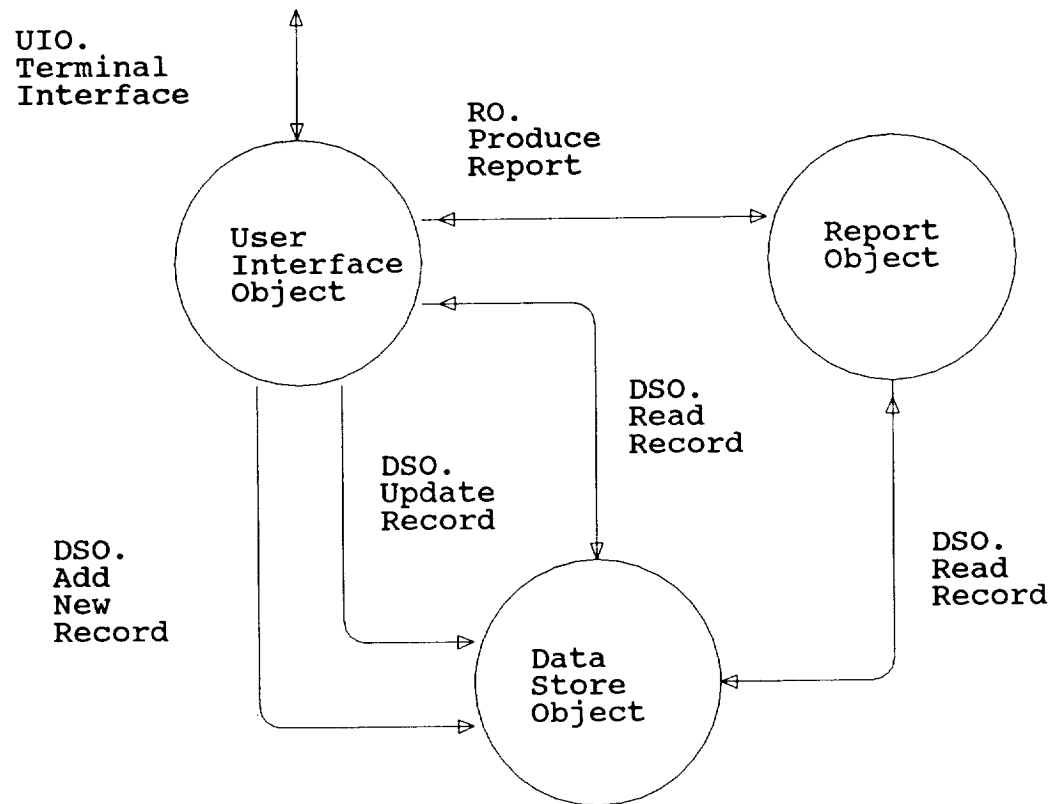 UIO.
Terminal
Interface
RO.
Produce
Report
User
Interface
Object
Report
Object
DSO.
Read
Record
DSO.
Update
Record
DSO.
Add
New
Record
DSO.
Read
Record
Data
Store
Object